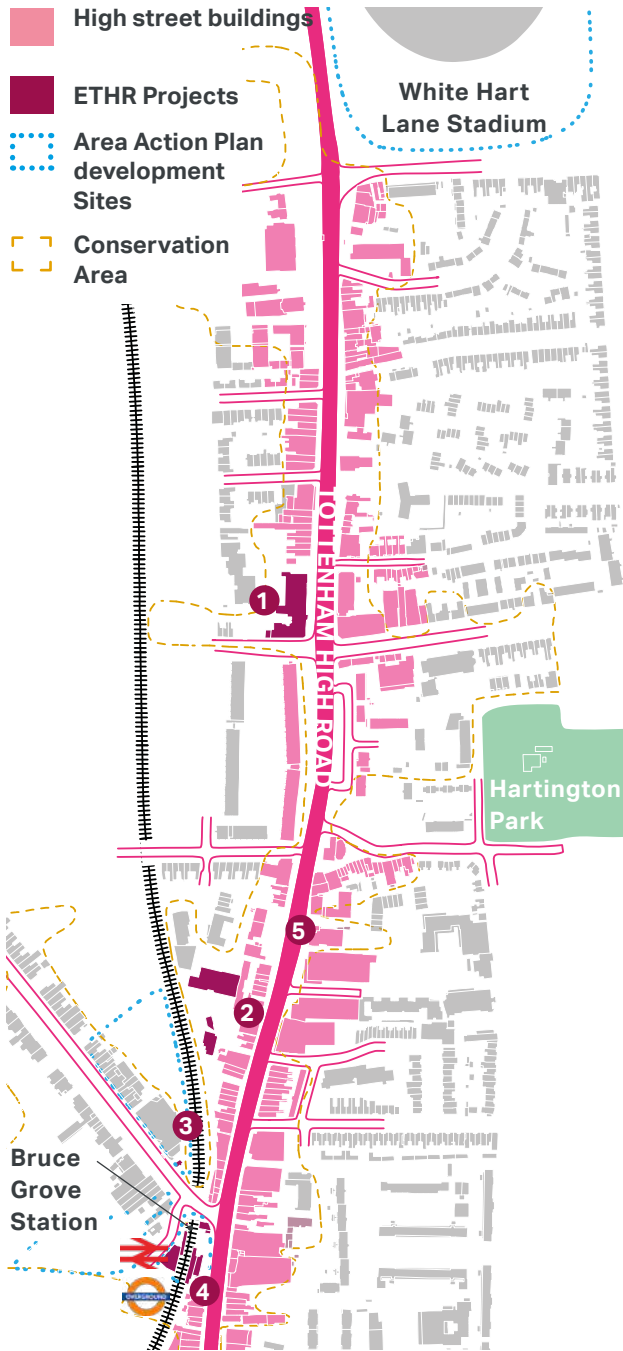 High street buildings
ETHR Projects
Area Action Plan
development
Sites
Conservation
Area
White Hart
Lane Stadium
TOTTENHAM HIGH ROAD
1
Hartington
Park
5
2
3
Bruce
Grove
Station
OVERGROUND
4